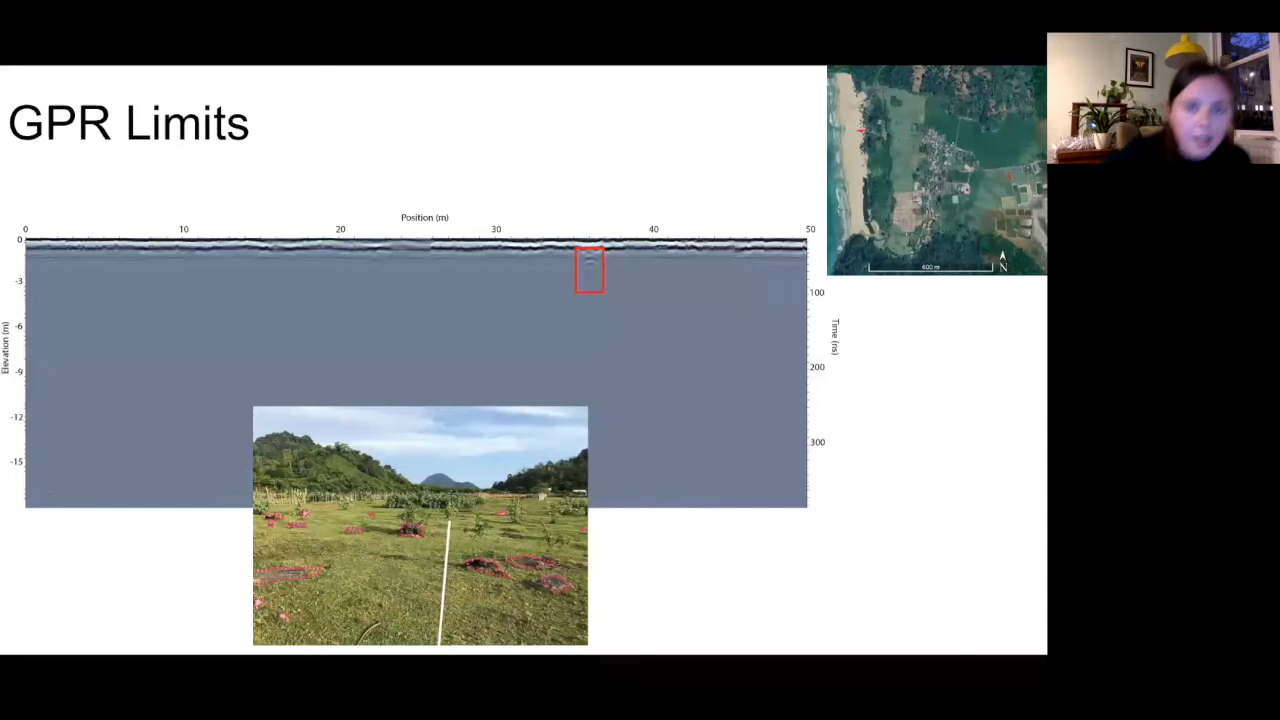 GPR Limits
Position (m)
0 10 20 30 40 50
0
-3
-6
-9
-12
-15
Elevation (m)
100
200
300
Time (ns)
600 m
N